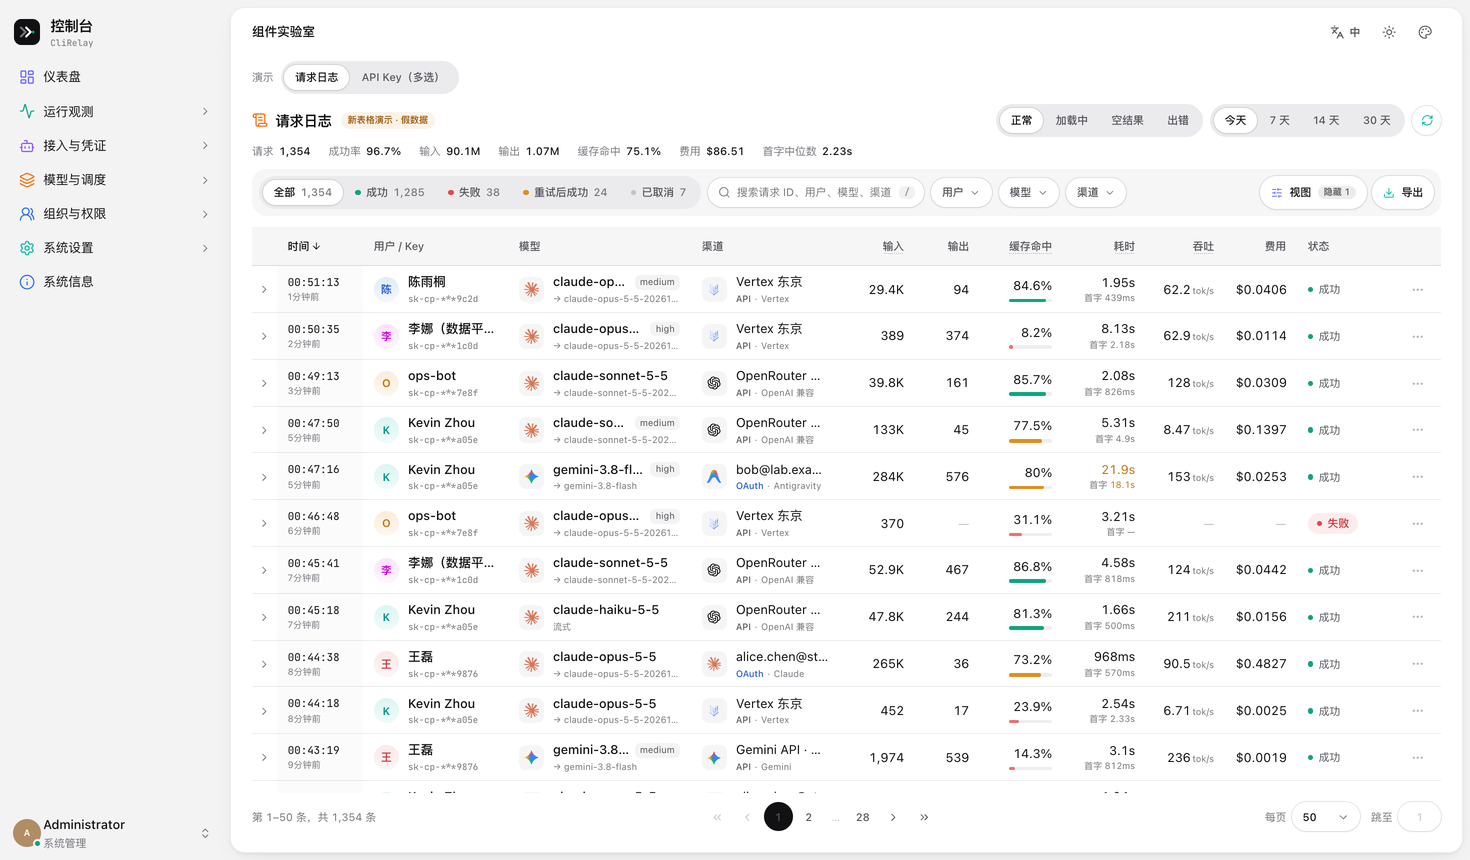 控制台
CliRelay
仪表盘
运行观测
接入与凭证
模型与调度
组织与权限
系统设置
系统信息
A
Administrator
系统管理
组件实验室
中
演示 请求日志 API Key（多选）
请求日志 新表格演示 · 假数据
正常 加载中 空结果 出错 今天 7 天 14 天 30 天
请求 1,354 成功率 96.7% 输入 90.1M 输出 1.07M 缓存命中 75.1% 费用 $86.51 首字中位数 2.23s
全部 1,354 成功 1,285 失败 38 重试后成功 24 已取消 7 搜索请求 ID、用户、模型、渠道 / 用户 模型 渠道 视图 隐藏 1 导出
时间 ↓ 用户 / Key 模型 渠道 输入 输出 缓存命中 耗时 吞吐 费用 状态
00:51:13 陈 陈雨桐 claude-op... medium Vertex 东京 29.4K 94 84.6% 1.95s 62.2 tok/s $0.0406 成功 ···
1分钟前 sk-cp-***9c2d → claude-opus-5-5-20261... API · Vertex 首字 439ms
00:50:35 李 李娜（数据平... claude-opus... high Vertex 东京 389 374 8.2% 8.13s 62.9 tok/s $0.0114 成功 ···
2分钟前 sk-cp-***1c0d → claude-opus-5-5-20261... API · Vertex 首字 2.18s
00:49:13 O ops-bot claude-sonnet-5-5 OpenRouter ... 39.8K 161 85.7% 2.08s 128 tok/s $0.0309 成功 ···
3分钟前 sk-cp-***7e8f → claude-sonnet-5-5-202... API · OpenAI 兼容 首字 826ms
00:47:50 K Kevin Zhou claude-so... medium OpenRouter ... 133K 45 77.5% 5.31s 8.47 tok/s $0.1397 成功 ···
5分钟前 sk-cp-***a05e → claude-sonnet-5-5-202... API · OpenAI 兼容 首字 4.9s
00:47:16 K Kevin Zhou gemini-3.8-fl... high bob@lab.exa... 284K 576 80% 21.9s 153 tok/s $0.0253 成功 ···
5分钟前 sk-cp-***a05e → gemini-3.8-flash OAuth · Antigravity 首字 18.1s
00:46:48 O ops-bot claude-opus... high Vertex 东京 370 — 31.1% 3.21s — — 失败 ···
6分钟前 sk-cp-***7e8f → claude-opus-5-5-20261... API · Vertex 首字 —
00:45:41 李 李娜（数据平... claude-sonnet-5-5 OpenRouter ... 52.9K 467 86.8% 4.58s 124 tok/s $0.0442 成功 ···
7分钟前 sk-cp-***1c0d → claude-sonnet-5-5-202... API · OpenAI 兼容 首字 818ms
00:45:18 K Kevin Zhou claude-haiku-5-5 OpenRouter ... 47.8K 244 81.3% 1.66s 211 tok/s $0.0156 成功 ···
7分钟前 sk-cp-***a05e 流式 API · OpenAI 兼容 首字 500ms
00:44:38 王 王磊 claude-opus-5-5 alice.chen@st... 265K 36 73.2% 968ms 90.5 tok/s $0.4827 成功 ···
8分钟前 sk-cp-***9876 → claude-opus-5-5-20261... OAuth · Claude 首字 570ms
00:44:18 K Kevin Zhou claude-opus-5-5 Vertex 东京 452 17 23.9% 2.54s 6.71 tok/s $0.0025 成功 ···
8分钟前 sk-cp-***a05e → claude-opus-5-5-20261... API · Vertex 首字 2.33s
00:43:19 王 王磊 gemini-3.8... medium Gemini API · ... 1,974 539 14.3% 3.1s 236 tok/s $0.0019 成功 ···
9分钟前 sk-cp-***9876 → gemini-3.8-flash API · Gemini 首字 812ms
第 1–50 条，共 1,354 条 « ‹ 1 2 ... 28 › » 每页 50 跳至 1